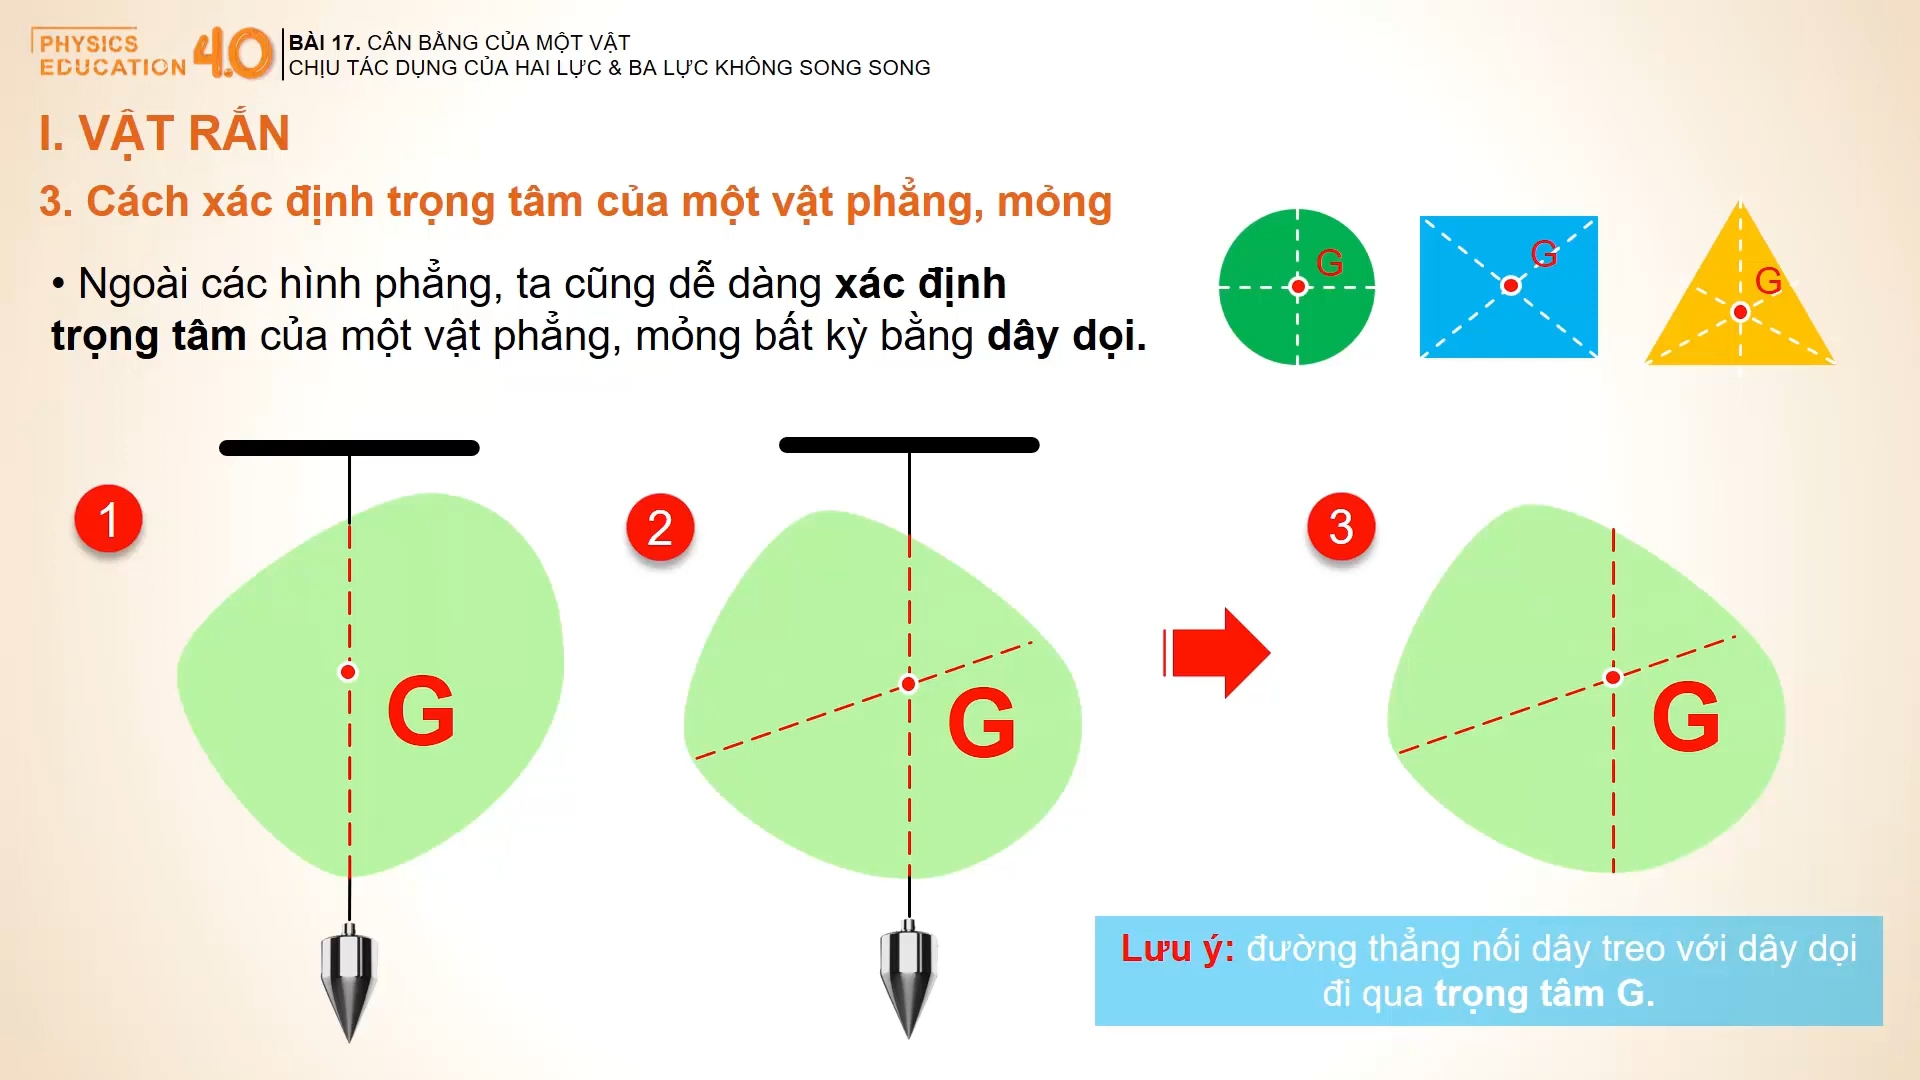 PHYSICS
EDUCATION 4.0
BÀI 17. CÂN BẰNG CỦA MỘT VẬT
CHỊU TÁC DỤNG CỦA HAI LỰC & BA LỰC KHÔNG SONG SONG
I. VẬT RẮN
3. Cách xác định trọng tâm của một vật phẳng, mỏng
• Ngoài các hình phẳng, ta cũng dễ dàng xác định
trọng tâm của một vật phẳng, mỏng bất kỳ bằng dây dọi.
G
G
G
1
2
3
G
G
G
Lưu ý: đường thẳng nối dây treo với dây dọi
đi qua trọng tâm G.